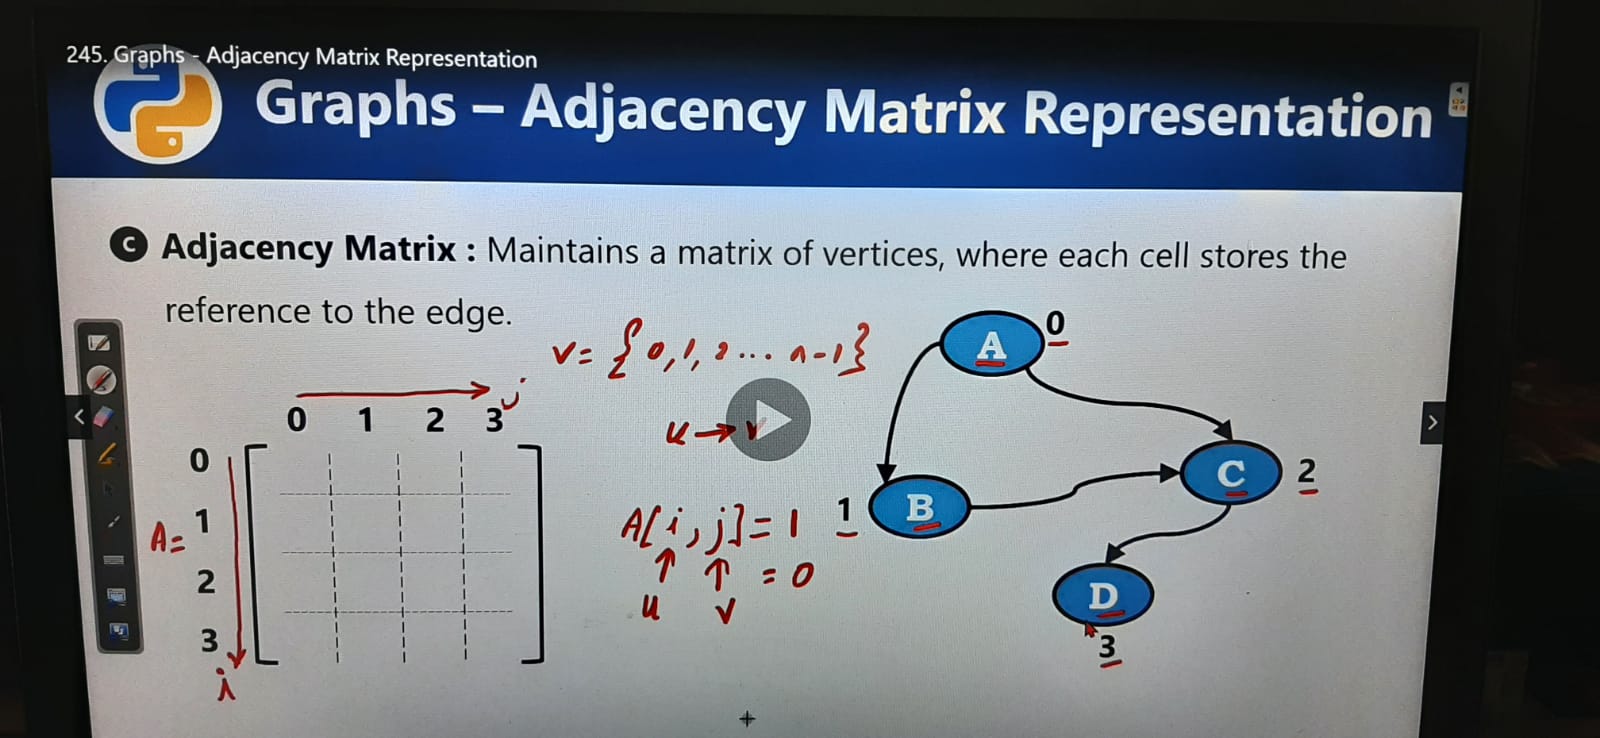 245. Graphs - Adjacency Matrix Representation
Graphs – Adjacency Matrix Representation
C Adjacency Matrix : Maintains a matrix of vertices, where each cell stores the
reference to the edge.
v= {0,1,2... n-1}
A 0
j
0 1 2 3
u→v
0
C 2
A[i,j]=1
1 B
A= 1
↑ ↑ =0
2
u v
D
3
3
i